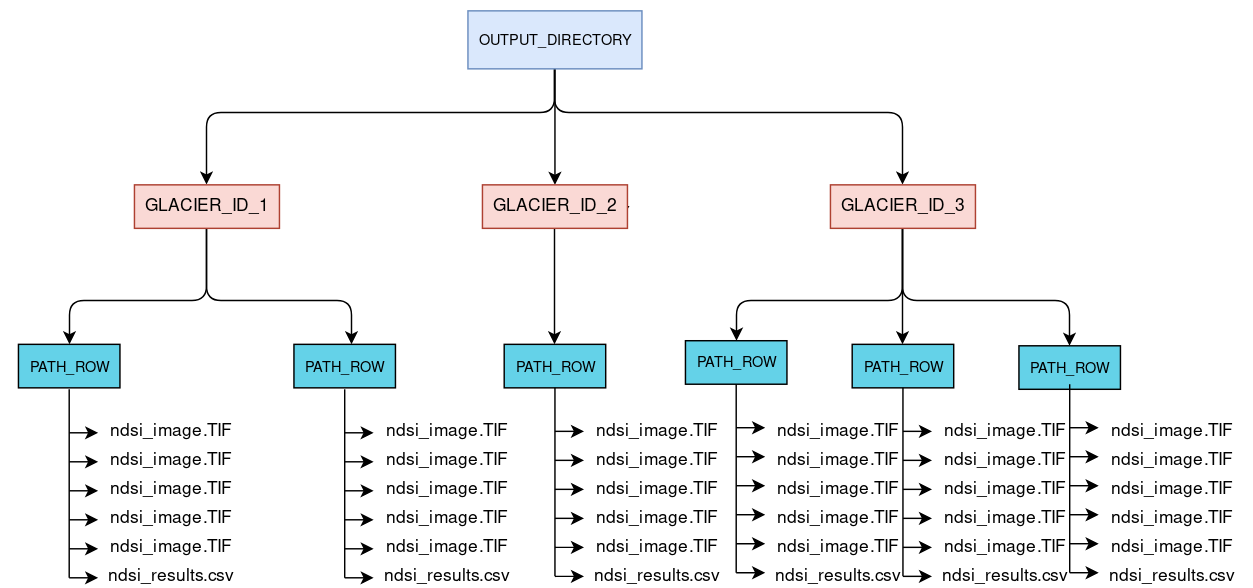 OUTPUT_DIRECTORY
GLACIER_ID_1 GLACIER_ID_2 GLACIER_ID_3
PATH_ROW PATH_ROW PATH_ROW PATH_ROW PATH_ROW PATH_ROW
ndsi_image.TIF ndsi_image.TIF ndsi_image.TIF ndsi_image.TIF ndsi_image.TIF ndsi_image.TIF
ndsi_image.TIF ndsi_image.TIF ndsi_image.TIF ndsi_image.TIF ndsi_image.TIF ndsi_image.TIF
ndsi_image.TIF ndsi_image.TIF ndsi_image.TIF ndsi_image.TIF ndsi_image.TIF ndsi_image.TIF
ndsi_image.TIF ndsi_image.TIF ndsi_image.TIF ndsi_image.TIF ndsi_image.TIF ndsi_image.TIF
ndsi_image.TIF ndsi_image.TIF ndsi_image.TIF ndsi_image.TIF ndsi_image.TIF ndsi_image.TIF
ndsi_results.csv ndsi_results.csv ndsi_results.csv ndsi_results.csv ndsi_results.csv ndsi_results.csv